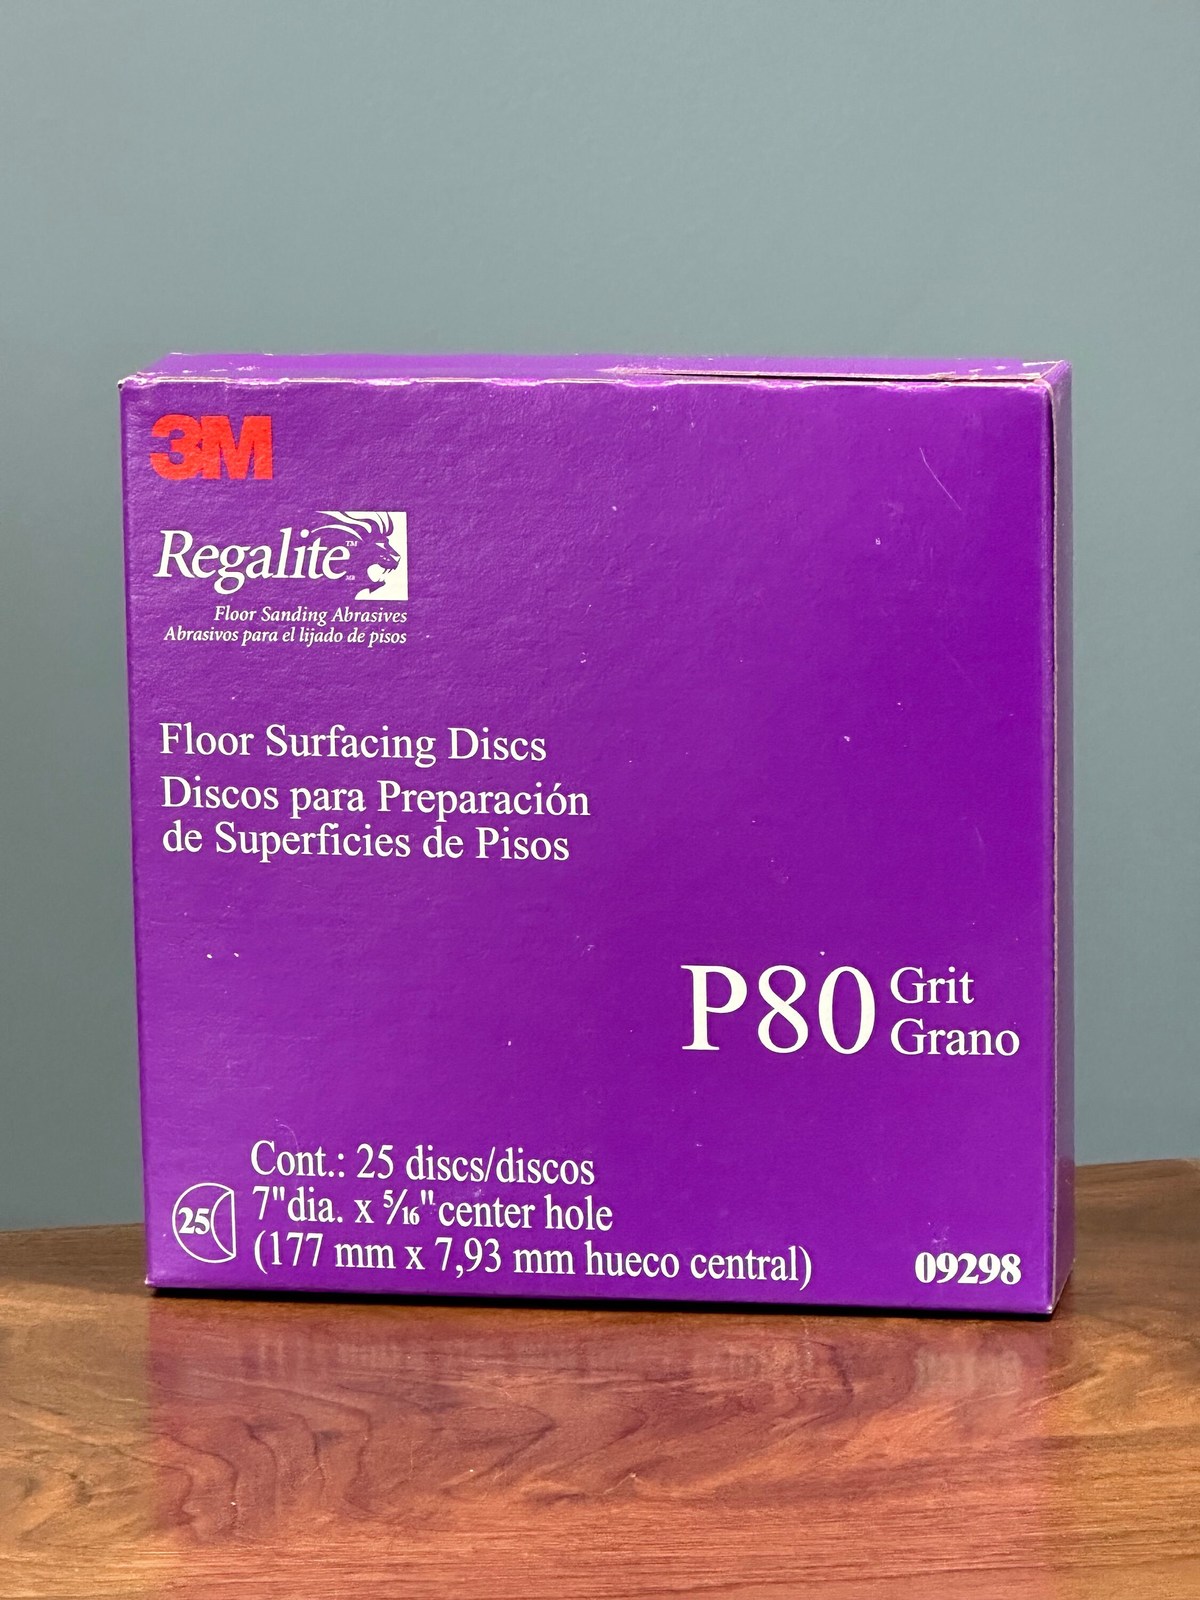 3M
Regalite™ MR
Floor Sanding Abrasives
Abrasivos para el lijado de pisos
Floor Surfacing Discs
Discos para Preparación
de Superficies de Pisos
P80 Grit
Grano
Cont.: 25 discs/discos
7"dia. x 5/16" center hole
(177 mm x 7,93 mm hueco central)
25
09298